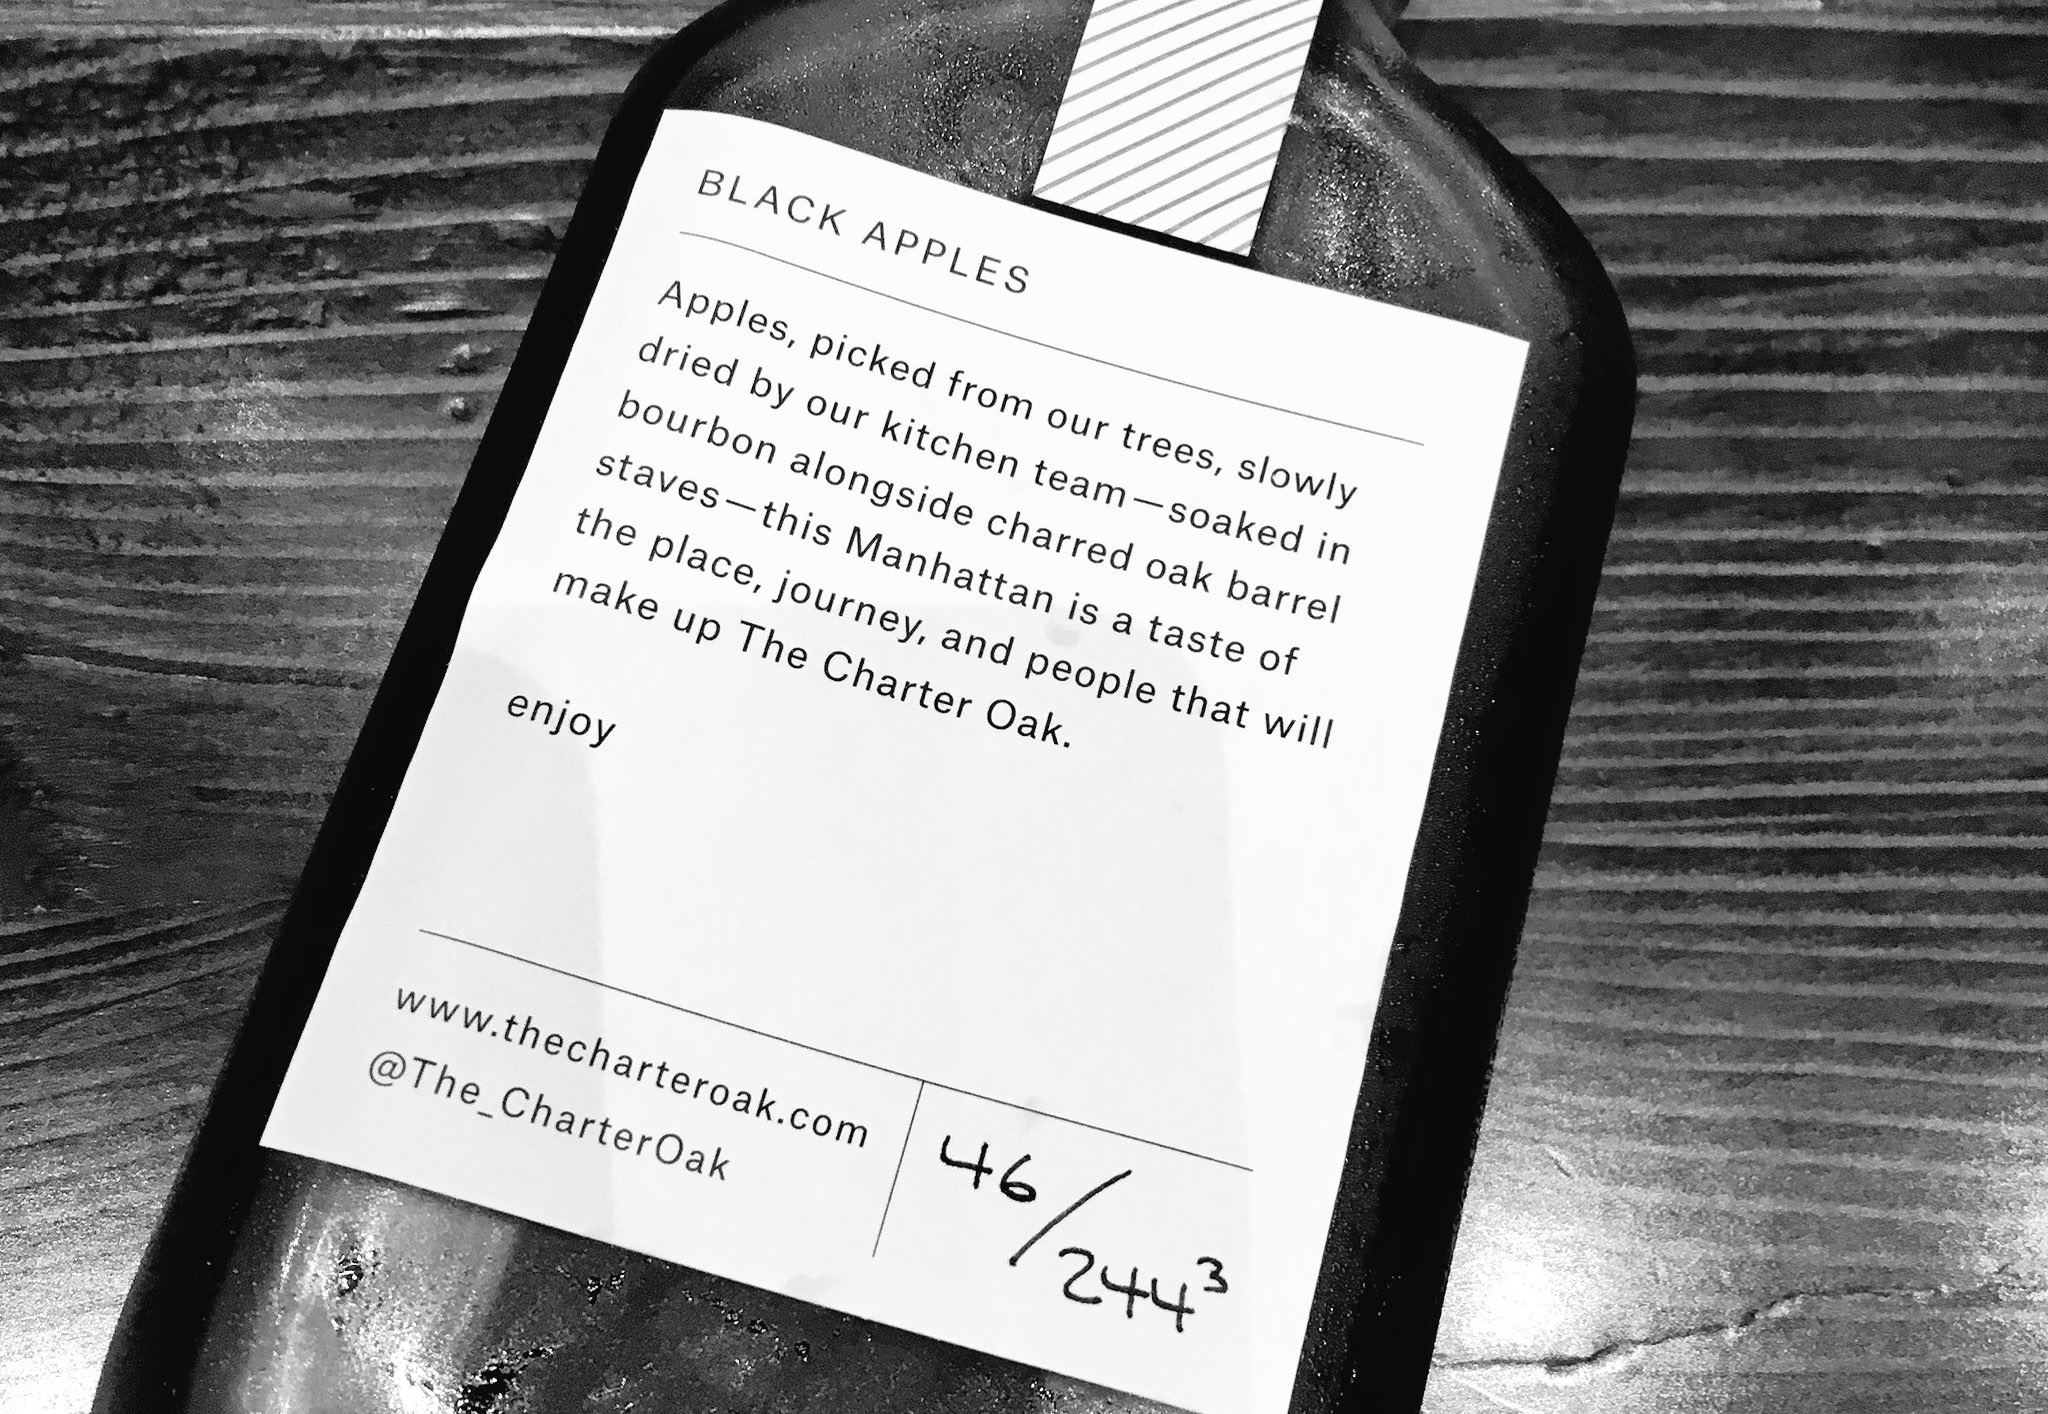 BLACK APPLES
Apples, picked from our trees, slowly
dried by our kitchen team—soaked in
bourbon alongside charred oak barrel
staves—this Manhattan is a taste of
the place, journey, and people that will
make up The Charter Oak.
enjoy
www.thecharteroak.com
@The_CharterOak
46/244³